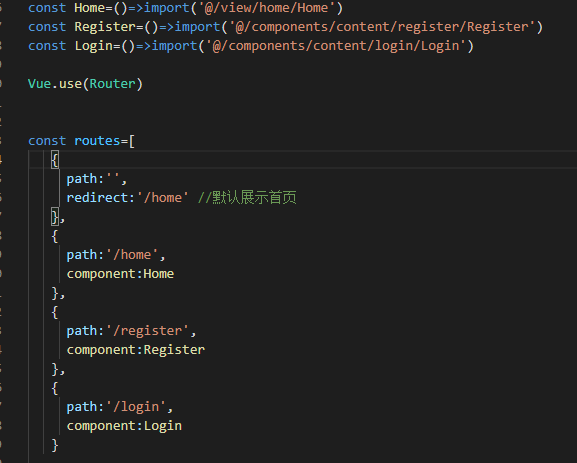 const Home=()=>import('@/view/home/Home')
const Register=()=>import('@/components/content/register/Register')
const Login=()=>import('@/components/content/login/Login')
Vue.use(Router)
const routes=[
{
path:'',
redirect:'/home' //默认展示首页
},
{
path:'/home',
component:Home
},
{
path:'/register',
component:Register
},
{
path:'/login',
component:Login
}